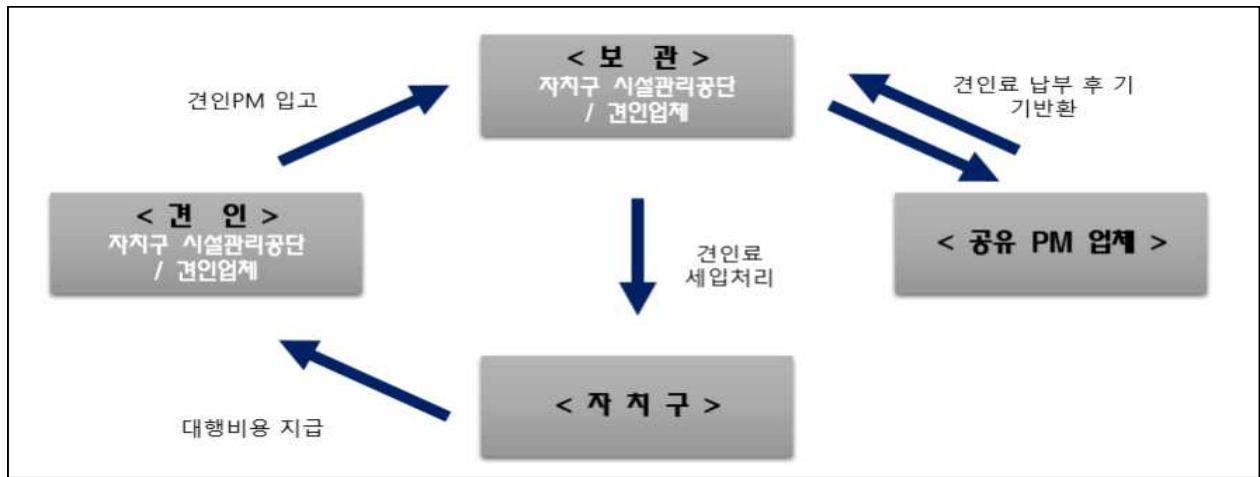 < 보 관 >
자치구 시설관리공단
/ 견인업체
견인PM 입고
견인료 납부 후 기
기반환
< 견 인 >
자치구 시설관리공단
/ 견인업체
< 공유 PM 업체 >
견인료
세입처리
< 자 치 구 >
대행비용 지급